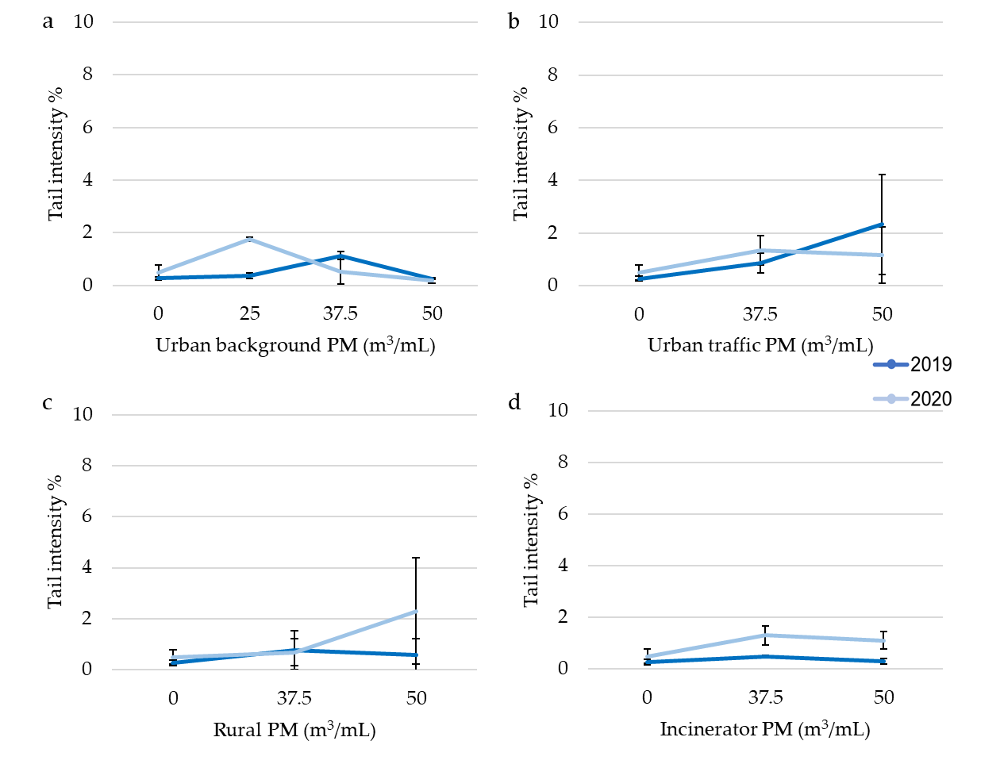 a
10
8
6
4
2
0
Tail intensity %
0 25 37.5 50
Urban background PM (m³/mL)
b
10
8
6
4
2
0
Tail intensity %
0 37.5 50
Urban traffic PM (m³/mL)
2019
2020
c
10
8
6
4
2
0
Tail intensity %
0 37.5 50
Rural PM (m³/mL)
d
10
8
6
4
2
0
Tail intensity %
0 37.5 50
Incinerator PM (m³/mL)